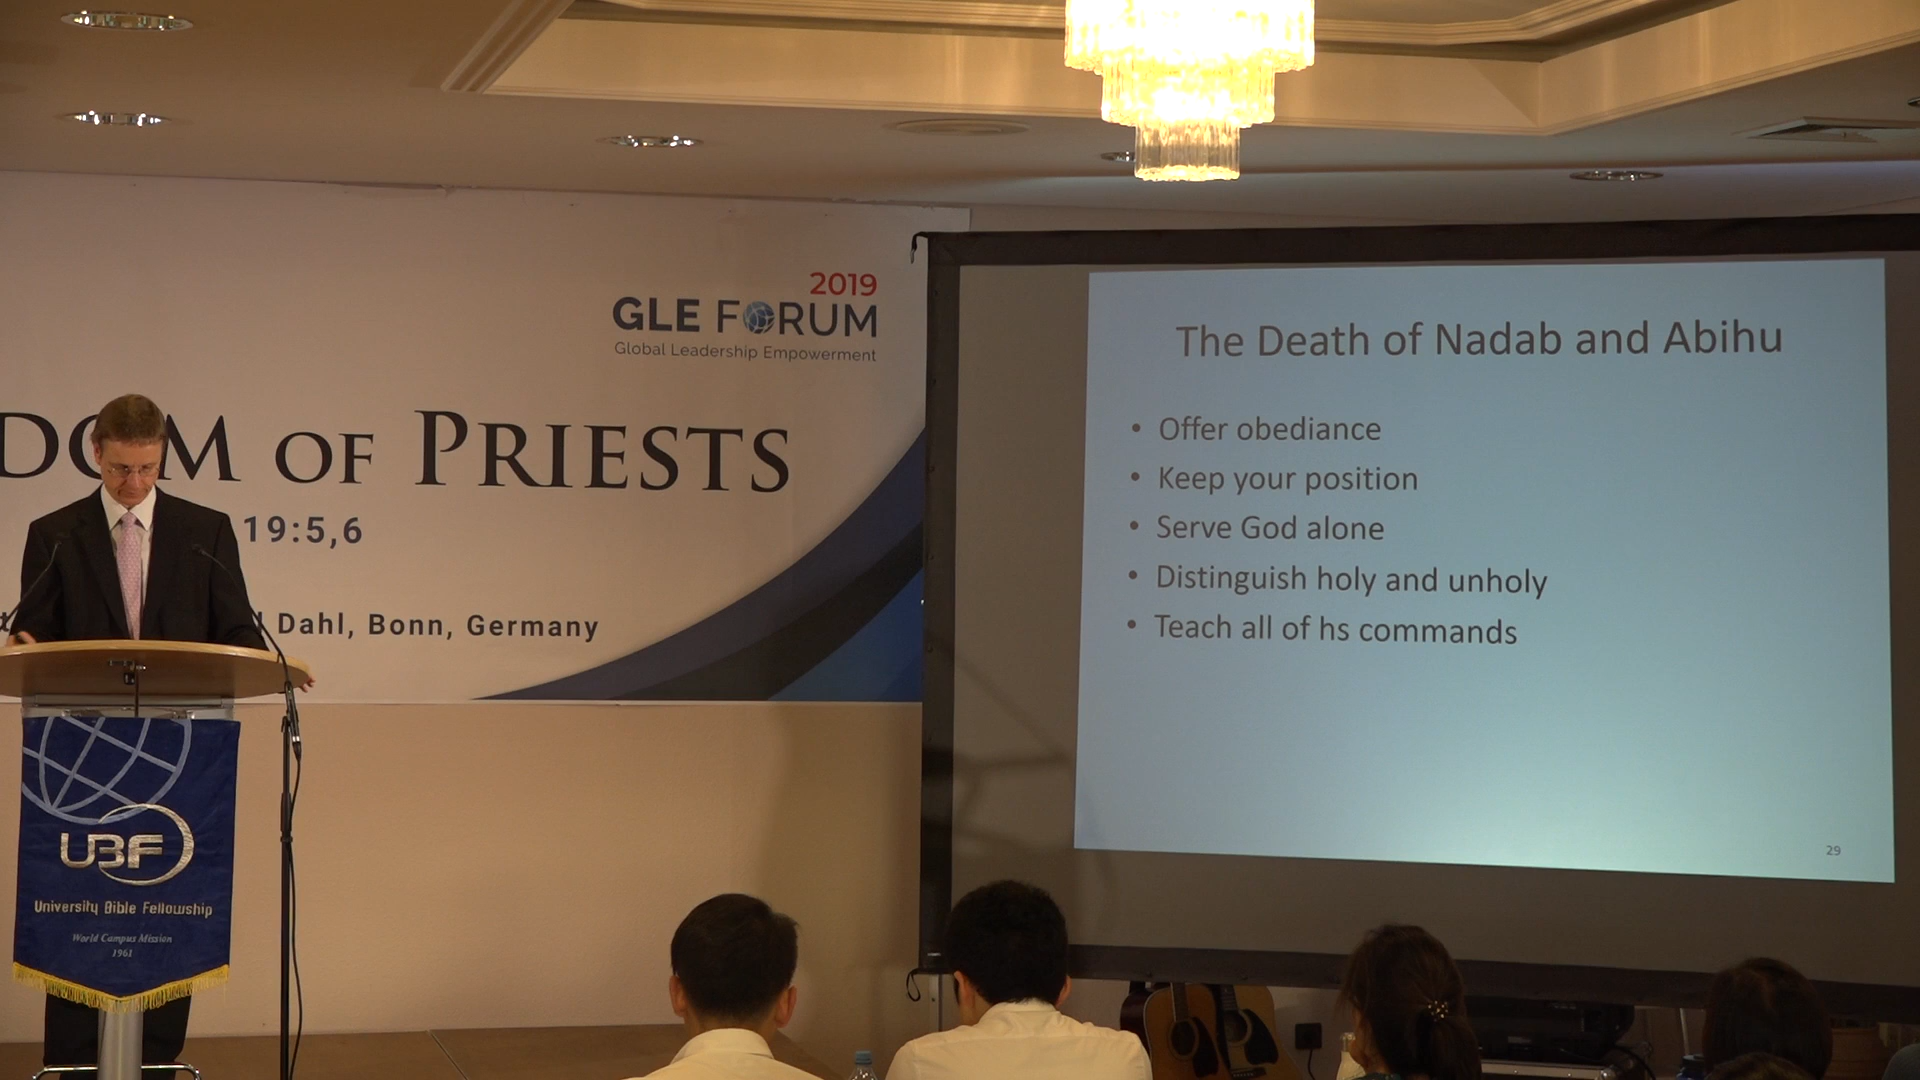 2019
GLE FORUM
Global Leadership Empowerment
DOM OF PRIESTS
19:5,6
Dahl, Bonn, Germany
UBF
University Bible Fellowship
World Campus Mission
1961
The Death of Nadab and Abihu
• Offer obediance
• Keep your position
• Serve God alone
• Distinguish holy and unholy
• Teach all of hs commands
29